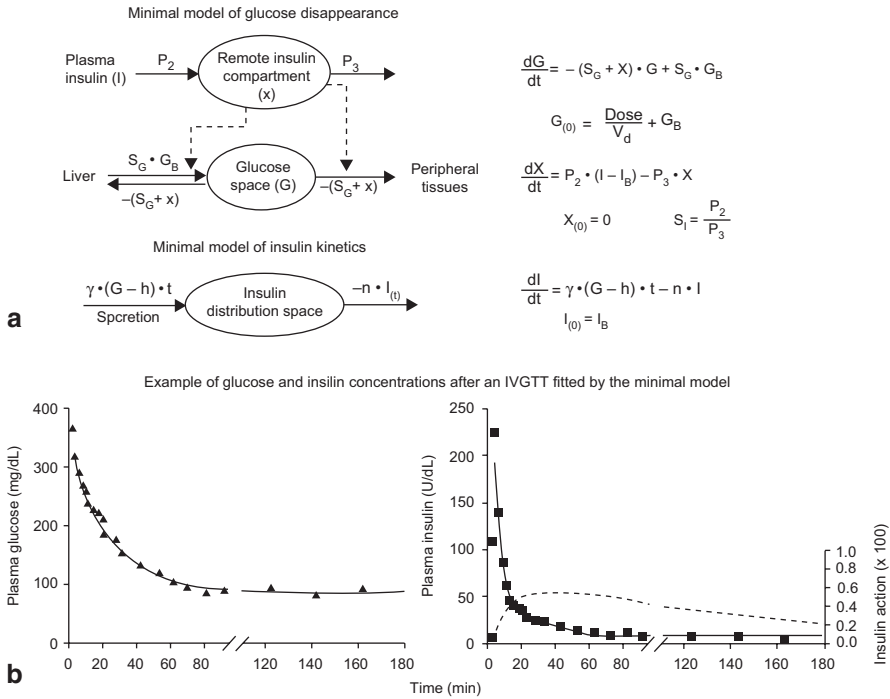 Minimal model of glucose disappearance
Plasma
insulin (I)
P2
Remote insulin
compartment
(x)
P3
Liver
SG • GB
–(SG + x)
Glucose
space (G)
–(SG + x)
Peripheral
tissues
dG/dt = – (SG + X) • G + SG • GB
G(0) = Dose/Vd + GB
dX/dt = P2 • (I – IB) – P3 • X
X(0) = 0
SI = P2/P3
Minimal model of insulin kinetics
γ • (G – h) • t
Spcretion
Insulin
distribution space
–n • I(t)
dI/dt = γ • (G – h) • t – n • I
I(0) = IB
a
Example of glucose and insilin concentrations after an IVGTT fitted by the minimal model
Plasma glucose (mg/dL)
400
300
200
100
0
0 20 40 60 80 120 140 160 180
Plasma insulin (U/dL)
250
200
150
100
50
0
0 20 40 60 80 120 140 160 180
1.0
0.8
0.6
0.4
0.2
0.0
Insulin action (x 100)
Time (min)
b